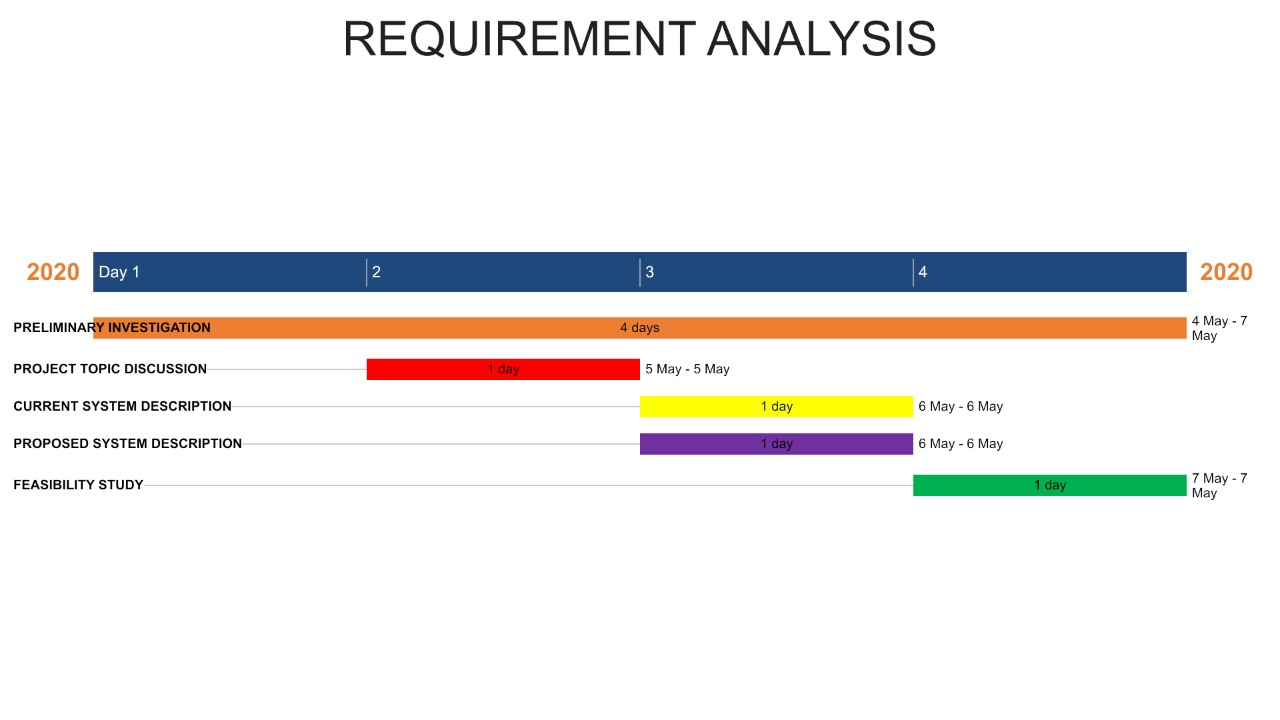 REQUIREMENT ANALYSIS
2020 Day 1 2 3 4 2020
PRELIMINARY INVESTIGATION 4 days 4 May - 7
May
PROJECT TOPIC DISCUSSION 1 day 5 May - 5 May
CURRENT SYSTEM DESCRIPTION 1 day 6 May - 6 May
PROPOSED SYSTEM DESCRIPTION 1 day 6 May - 6 May
FEASIBILITY STUDY 1 day 7 May - 7
May